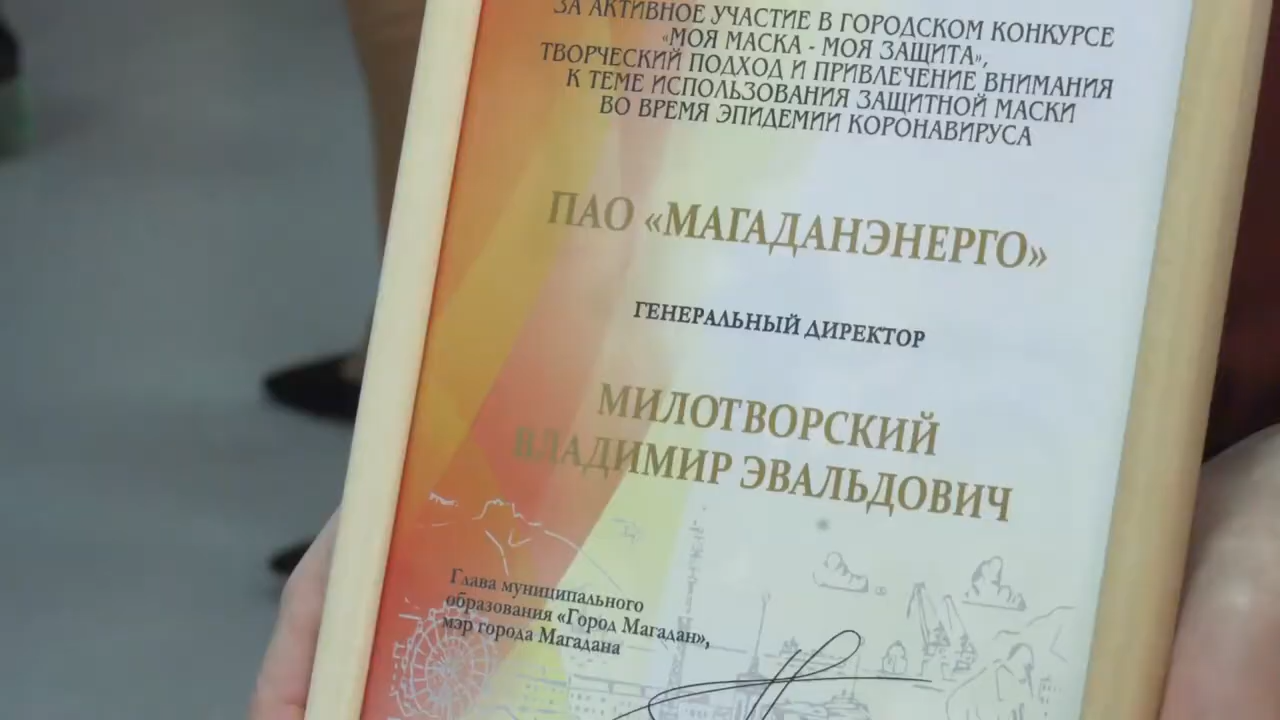 ЗА АКТИВНОЕ УЧАСТИЕ В ГОРОДСКОМ КОНКУРСЕ
«МОЯ МАСКА - МОЯ ЗАЩИТА»,
ТВОРЧЕСКИЙ ПОДХОД И ПРИВЛЕЧЕНИЕ ВНИМАНИЯ
К ТЕМЕ ИСПОЛЬЗОВАНИЯ ЗАЩИТНОЙ МАСКИ
ВО ВРЕМЯ ЭПИДЕМИИ КОРОНАВИРУСА
ПАО «МАГАДАНЭНЕРГО»
ГЕНЕРАЛЬНЫЙ ДИРЕКТОР
МИЛОТВОРСКИЙ
ВЛАДИМИР ЭВАЛЬДОВИЧ
Глава муниципального
образования «Город Магадан»,
мэр города Магадана